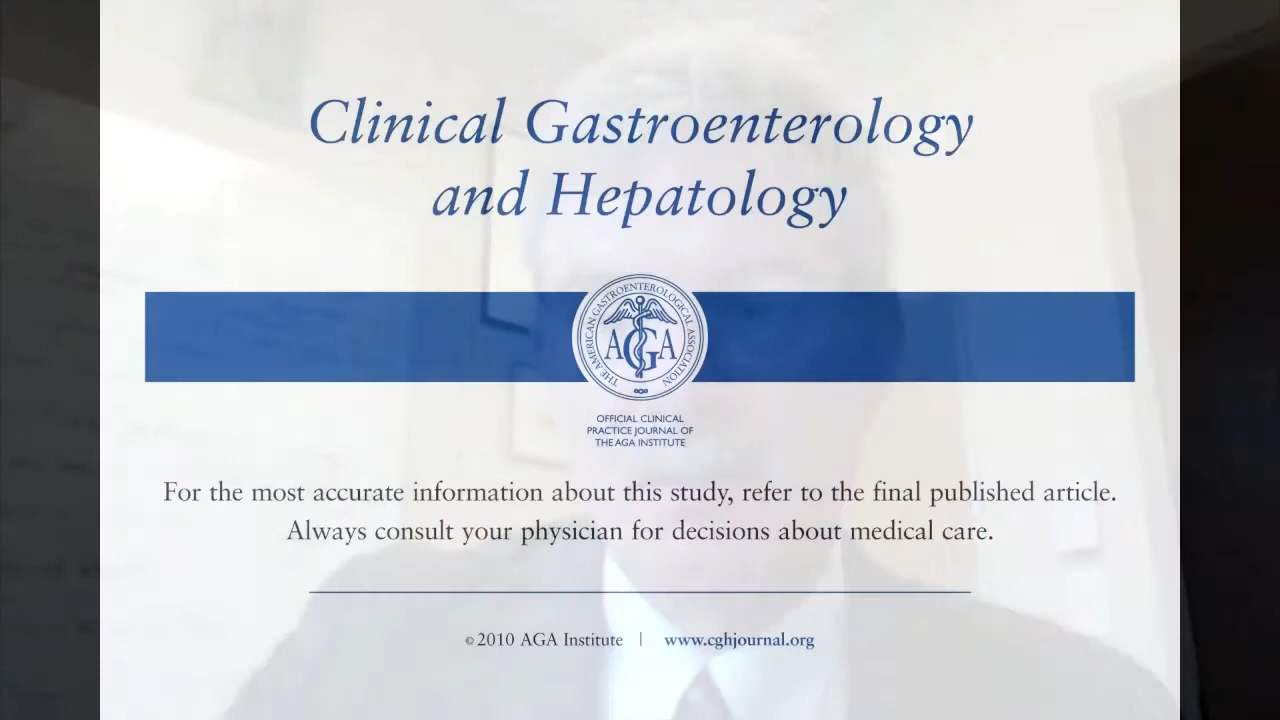 Clinical Gastroenterology
and Hepatology
THE AMERICAN GASTROENTEROLOGICAL ASSOCIATION
AGA
OFFICIAL CLINICAL
PRACTICE JOURNAL OF
THE AGA INSTITUTE
For the most accurate information about this study, refer to the final published article.
Always consult your physician for decisions about medical care.
© 2010 AGA Institute | www.cghjournal.org